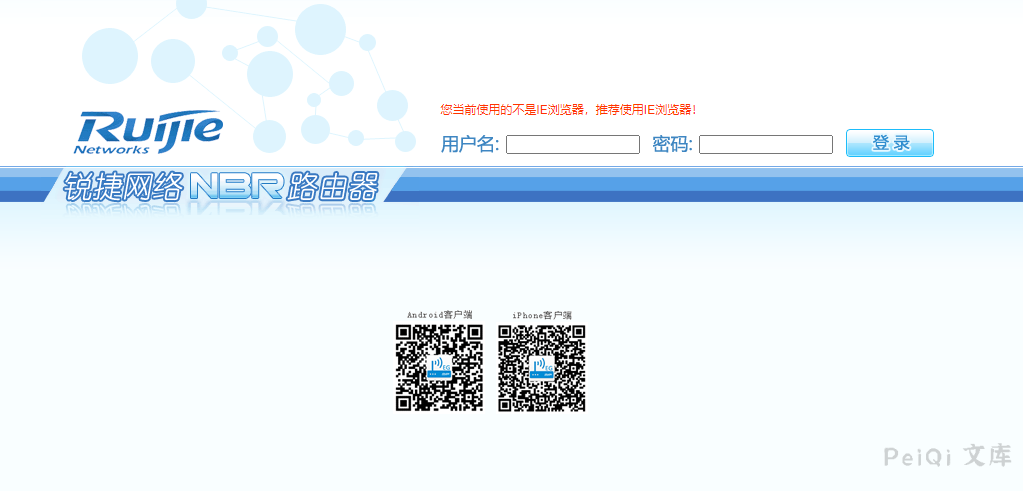 Ruijie
Networks
您当前使用的不是IE浏览器，推荐使用IE浏览器！
用户名: 密码: 登录
锐捷网络NBR路由器
Android客户端 iPhone客户端
PeiQi 文库